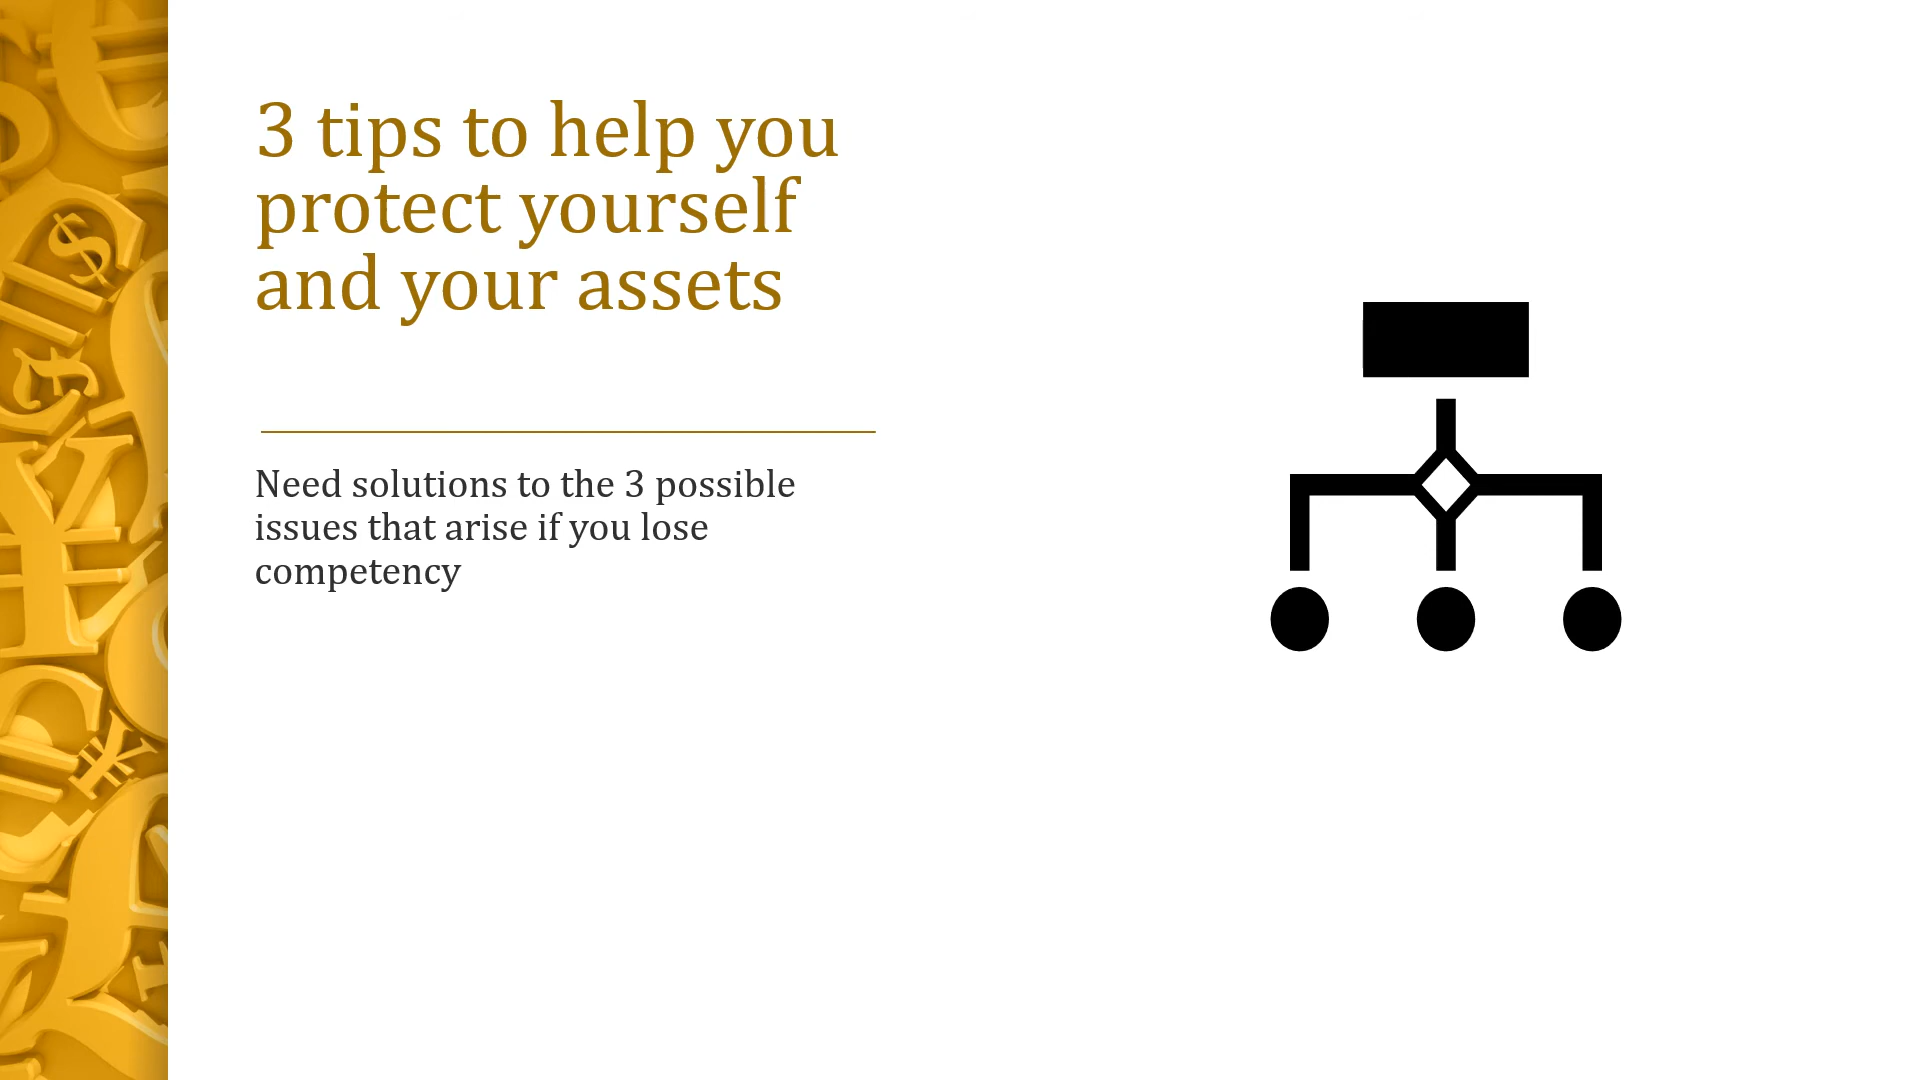 3 tips to help you
protect yourself
and your assets
Need solutions to the 3 possible
issues that arise if you lose
competency